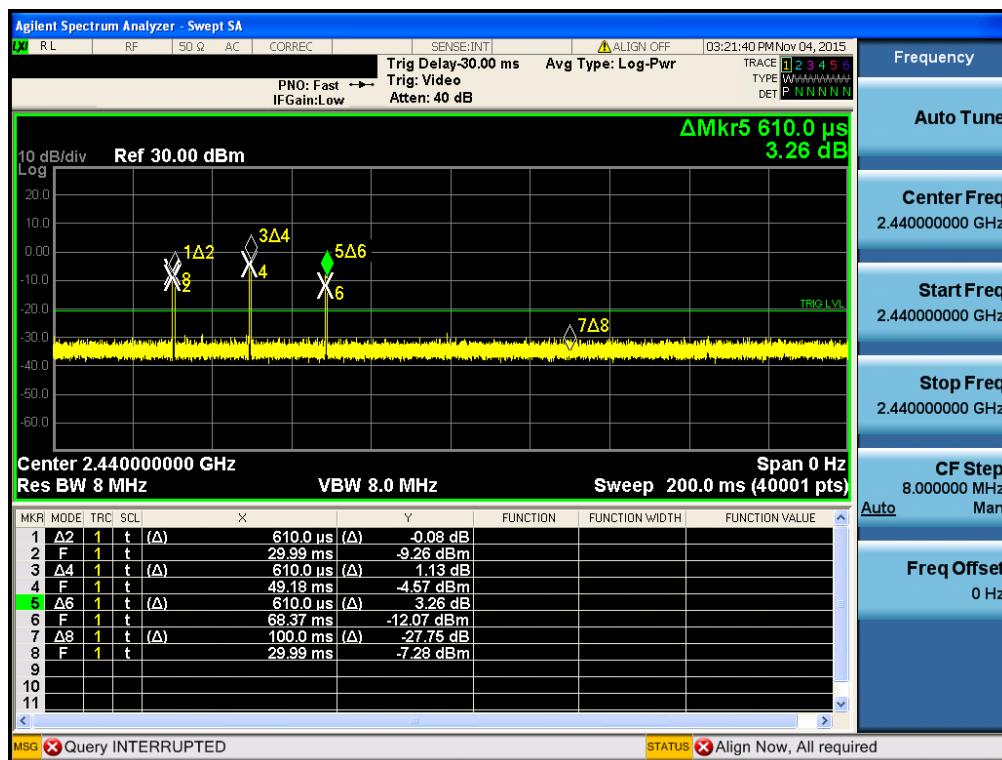 Agilent Spectrum Analyzer - Swept SA
LXI RL RF 50 Ω AC CORREC SENSE:INT ALIGN OFF 03:21:40 PM Nov 04, 2015
Trig Delay-30.00 ms Avg Type: Log-Pwr TRACE 1 2 3 4 5 6
PNO: Fast Trig: Video TYPE WWWWWW
IFGain:Low Atten: 40 dB DET P N N N N N
ΔMkr5 610.0 µs
10 dB/div Ref 30.00 dBm 3.26 dB
Log
20.0
10.0
0.00
-10.0
-20.0
-30.0
-40.0
-50.0
-60.0
1Δ2
3Δ4
5Δ6
8
2
4
6
TRIG LVL
7Δ8
Center 2.440000000 GHz Span 0 Hz
Res BW 8 MHz VBW 8.0 MHz Sweep 200.0 ms (40001 pts)
MKR MODE TRC SCL X Y FUNCTION FUNCTION WIDTH FUNCTION VALUE
1 Δ2 1 t (Δ) 610.0 µs (Δ) -0.08 dB
2 F 1 t 29.99 ms -9.26 dBm
3 Δ4 1 t (Δ) 610.0 µs (Δ) 1.13 dB
4 F 1 t 49.18 ms -4.57 dBm
5 Δ6 1 t (Δ) 610.0 µs (Δ) 3.26 dB
6 F 1 t 68.37 ms -12.07 dBm
7 Δ8 1 t (Δ) 100.0 ms (Δ) -27.75 dB
8 F 1 t 29.99 ms -7.28 dBm
9
10
11
MSG Query INTERRUPTED STATUS Align Now, All required
Frequency
Auto Tune
Center Freq
2.440000000 GHz
Start Freq
2.440000000 GHz
Stop Freq
2.440000000 GHz
CF Step
8.000000 MHz
Auto Man
Freq Offset
0 Hz